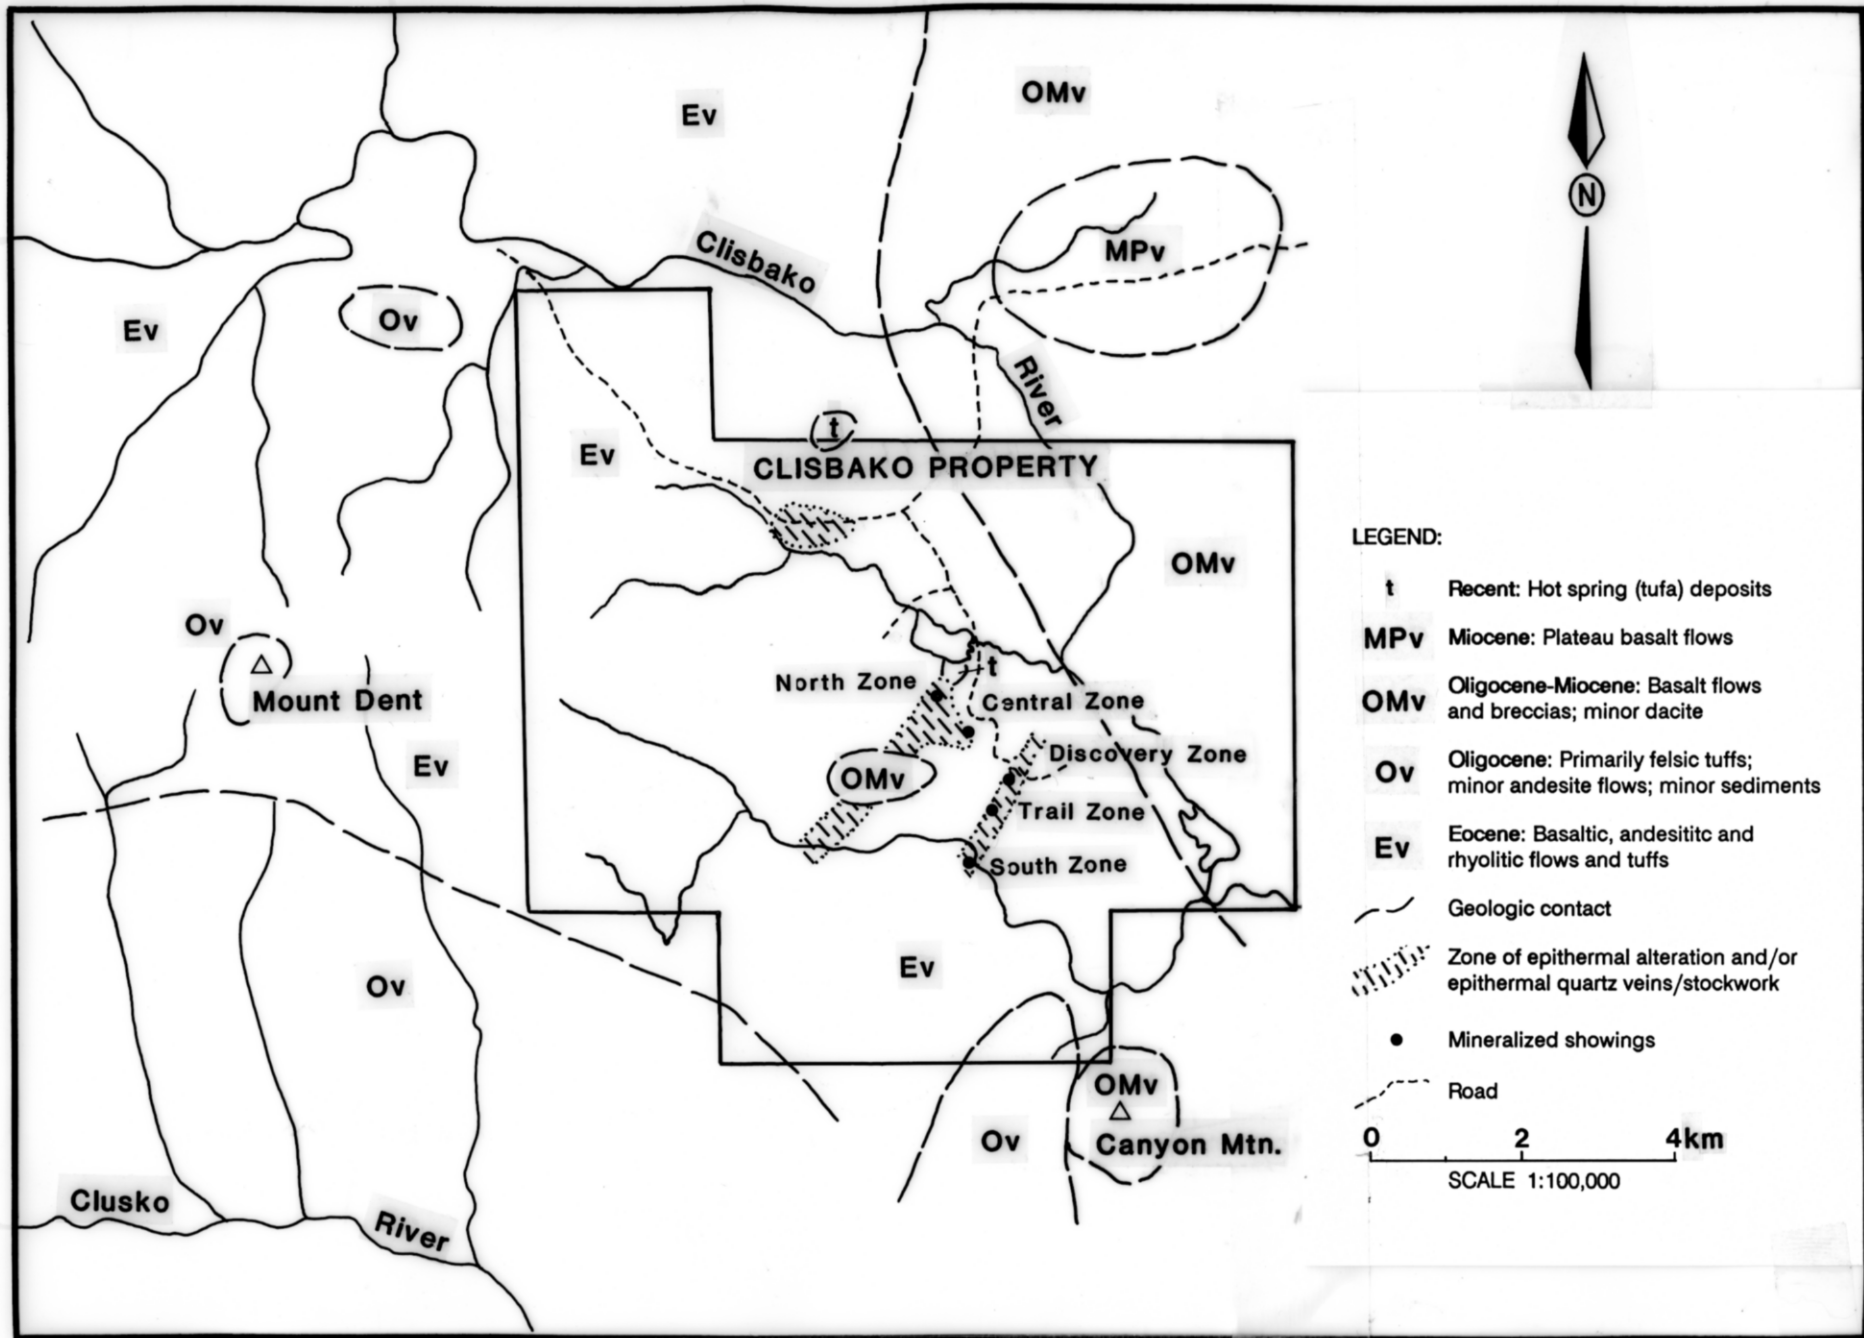 Ev
OMv
N
Clisbako
MPv
Ev
Ov
River
t
Ev
CLISBAKO PROPERTY
OMv
Ov
Mount Dent
North Zone
t
Central Zone
Ev
OMv
Discovery Zone
Trail Zone
South Zone
Ov
Ev
OMv
Ov
Canyon Mtn.
Clusko
River
LEGEND:
t Recent: Hot spring (tufa) deposits
MPv Miocene: Plateau basalt flows
OMv Oligocene-Miocene: Basalt flows
and breccias; minor dacite
Ov Oligocene: Primarily felsic tuffs;
minor andesite flows; minor sediments
Ev Eocene: Basaltic, andesititc and
rhyolitic flows and tuffs
Geologic contact
Zone of epithermal alteration and/or
epithermal quartz veins/stockwork
Mineralized showings
Road
0 2 4km
SCALE 1:100,000